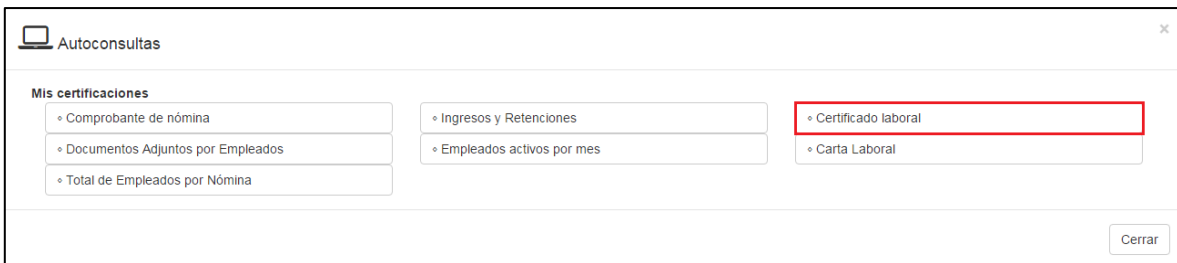 Autoconsultas
×
Mis certificaciones
Comprobante de nómina
Ingresos y Retenciones
Certificado laboral
Documentos Adjuntos por Empleados
Empleados activos por mes
Carta Laboral
Total de Empleados por Nómina
Cerrar